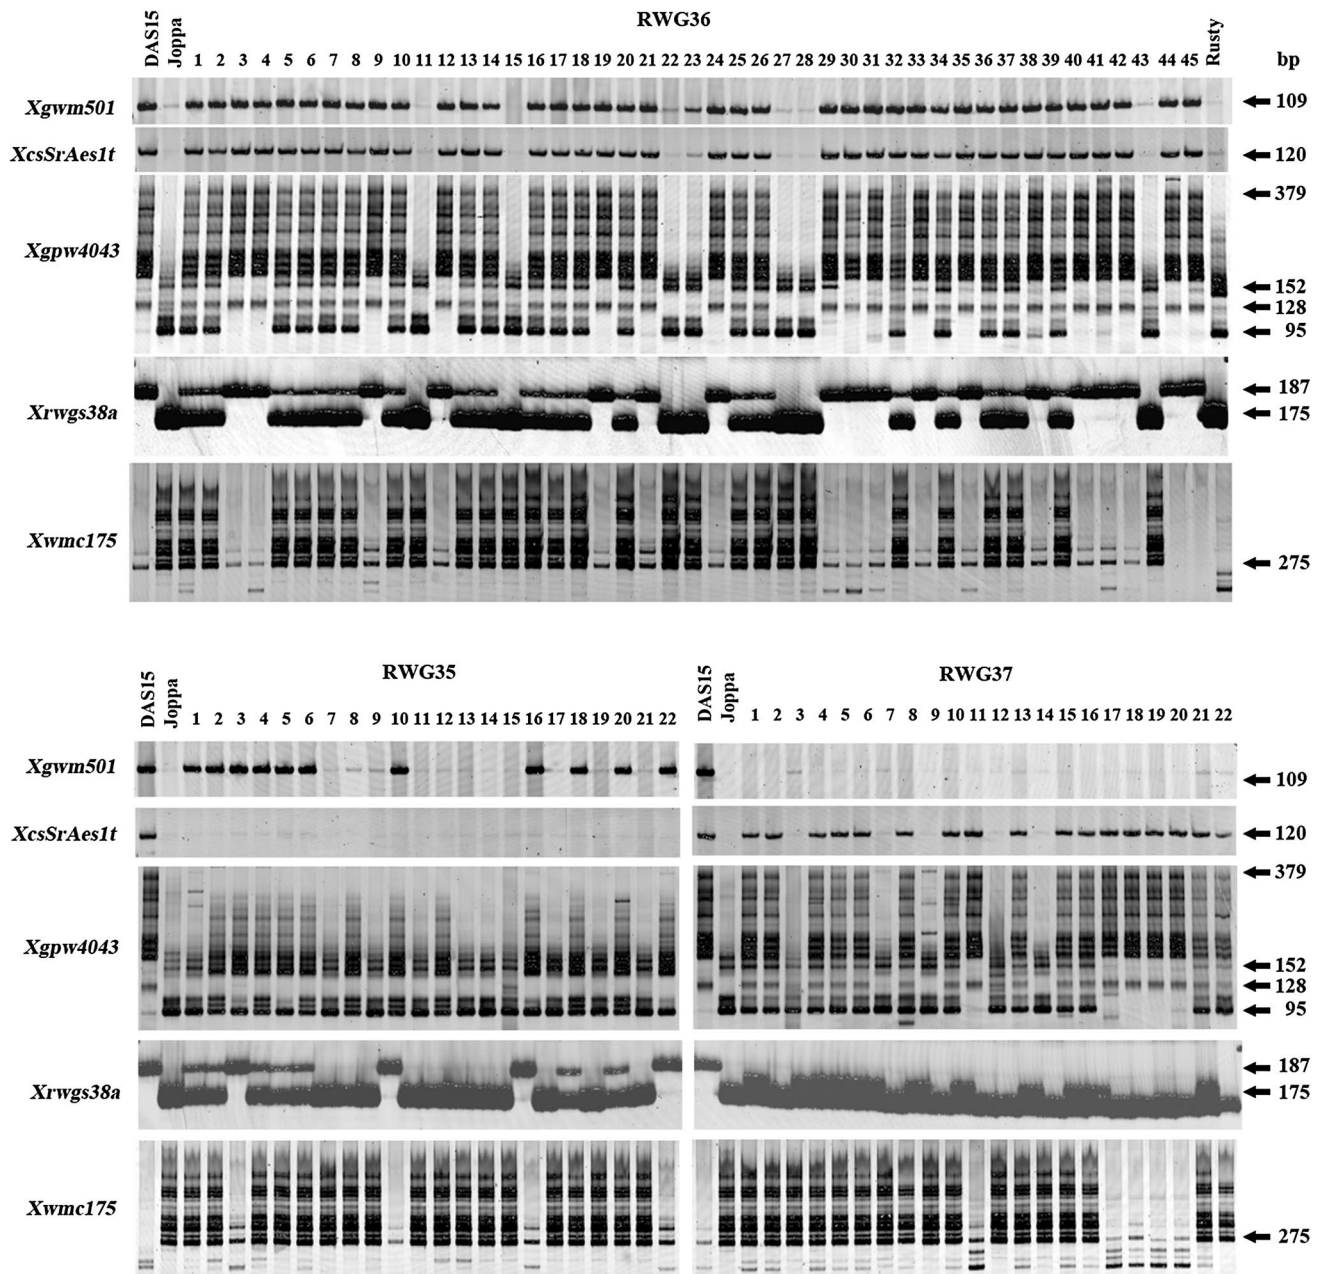 RWG36
DAS15 Joppa 1 2 3 4 5 6 7 8 9 10 11 12 13 14 15 16 17 18 19 20 21 22 23 24 25 26 27 28 29 30 31 32 33 34 35 36 37 38 39 40 41 42 43 44 45 Rusty bp
Xgwm501 109
XcsSrAes1t 120
379
Xgpw4043
152
128
95
187
Xrwgs38a 175
Xwmc175
275
RWG35 RWG37
DAS15 Joppa 1 2 3 4 5 6 7 8 9 10 11 12 13 14 15 16 17 18 19 20 21 22 DAS15 Joppa 1 2 3 4 5 6 7 8 9 10 11 12 13 14 15 16 17 18 19 20 21 22
Xgwm501 109
XcsSrAes1t 120
379
Xgpw4043
152
128
95
187
Xrwgs38a 175
Xwmc175
275